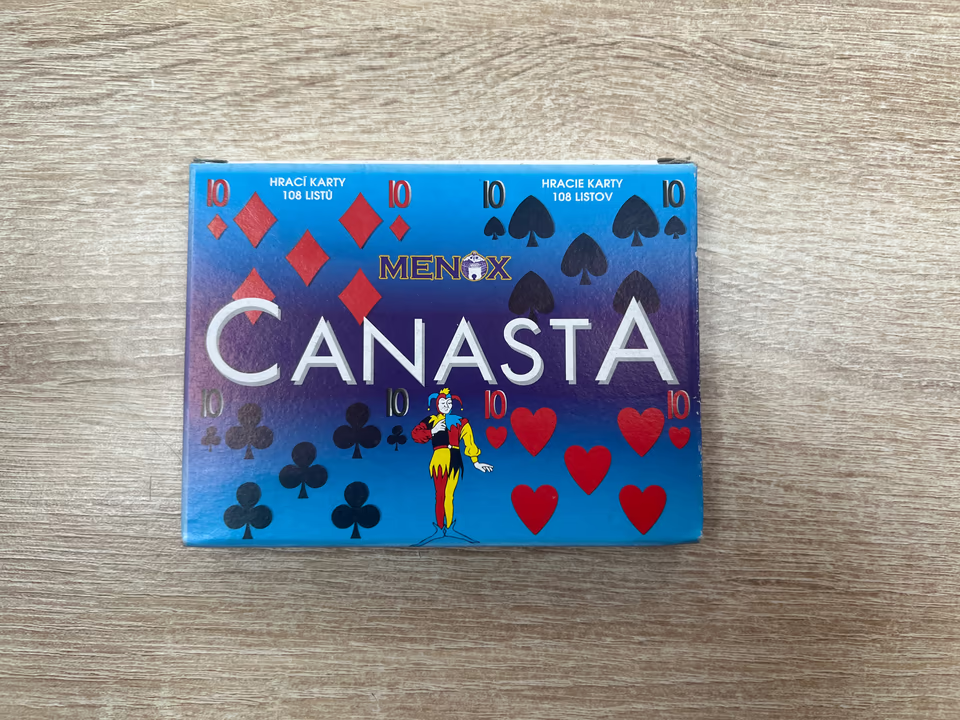 10 HRACÍ KARTY 10
108 LISTŮ
10 HRACIE KARTY 10
108 LISTOV
MENOX
CANASTA
10 10
10 10